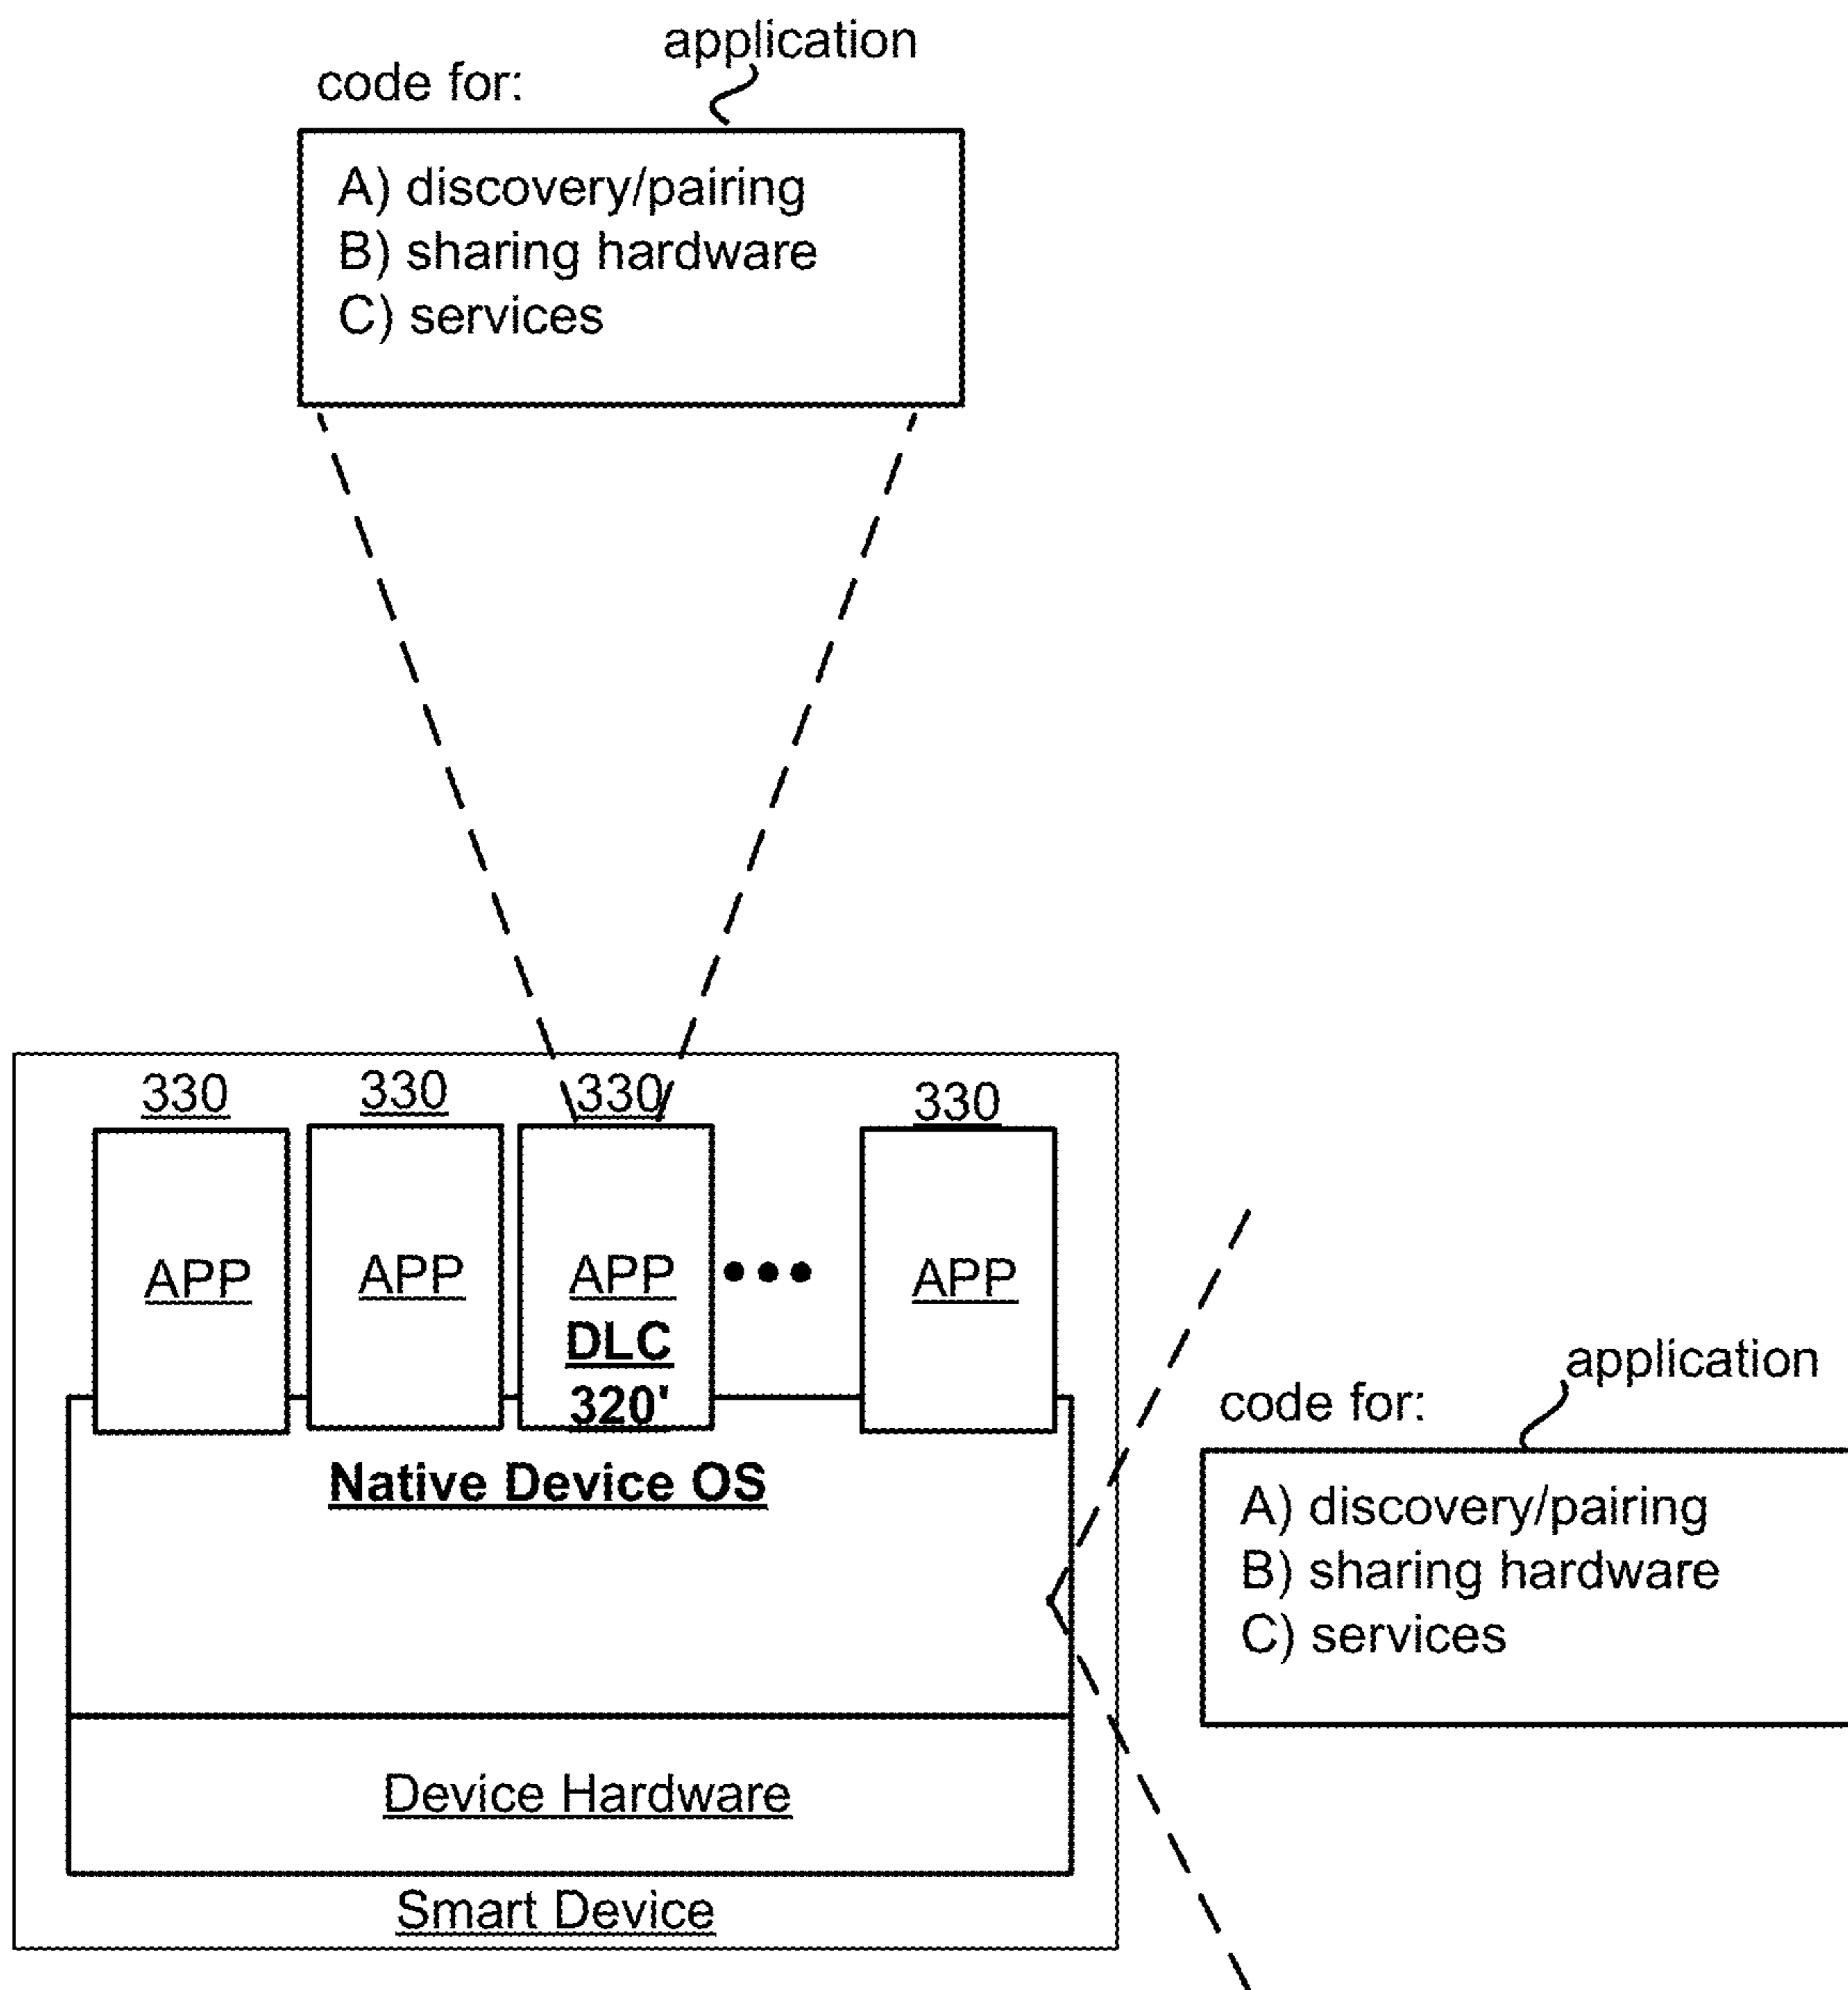 application
code for:
A) discovery/pairing
B) sharing hardware
C) services
330 330 330 330
APP APP APP ••• APP
DLC
320'
Native Device OS
application
code for:
A) discovery/pairing
B) sharing hardware
C) services
Device Hardware
Smart Device